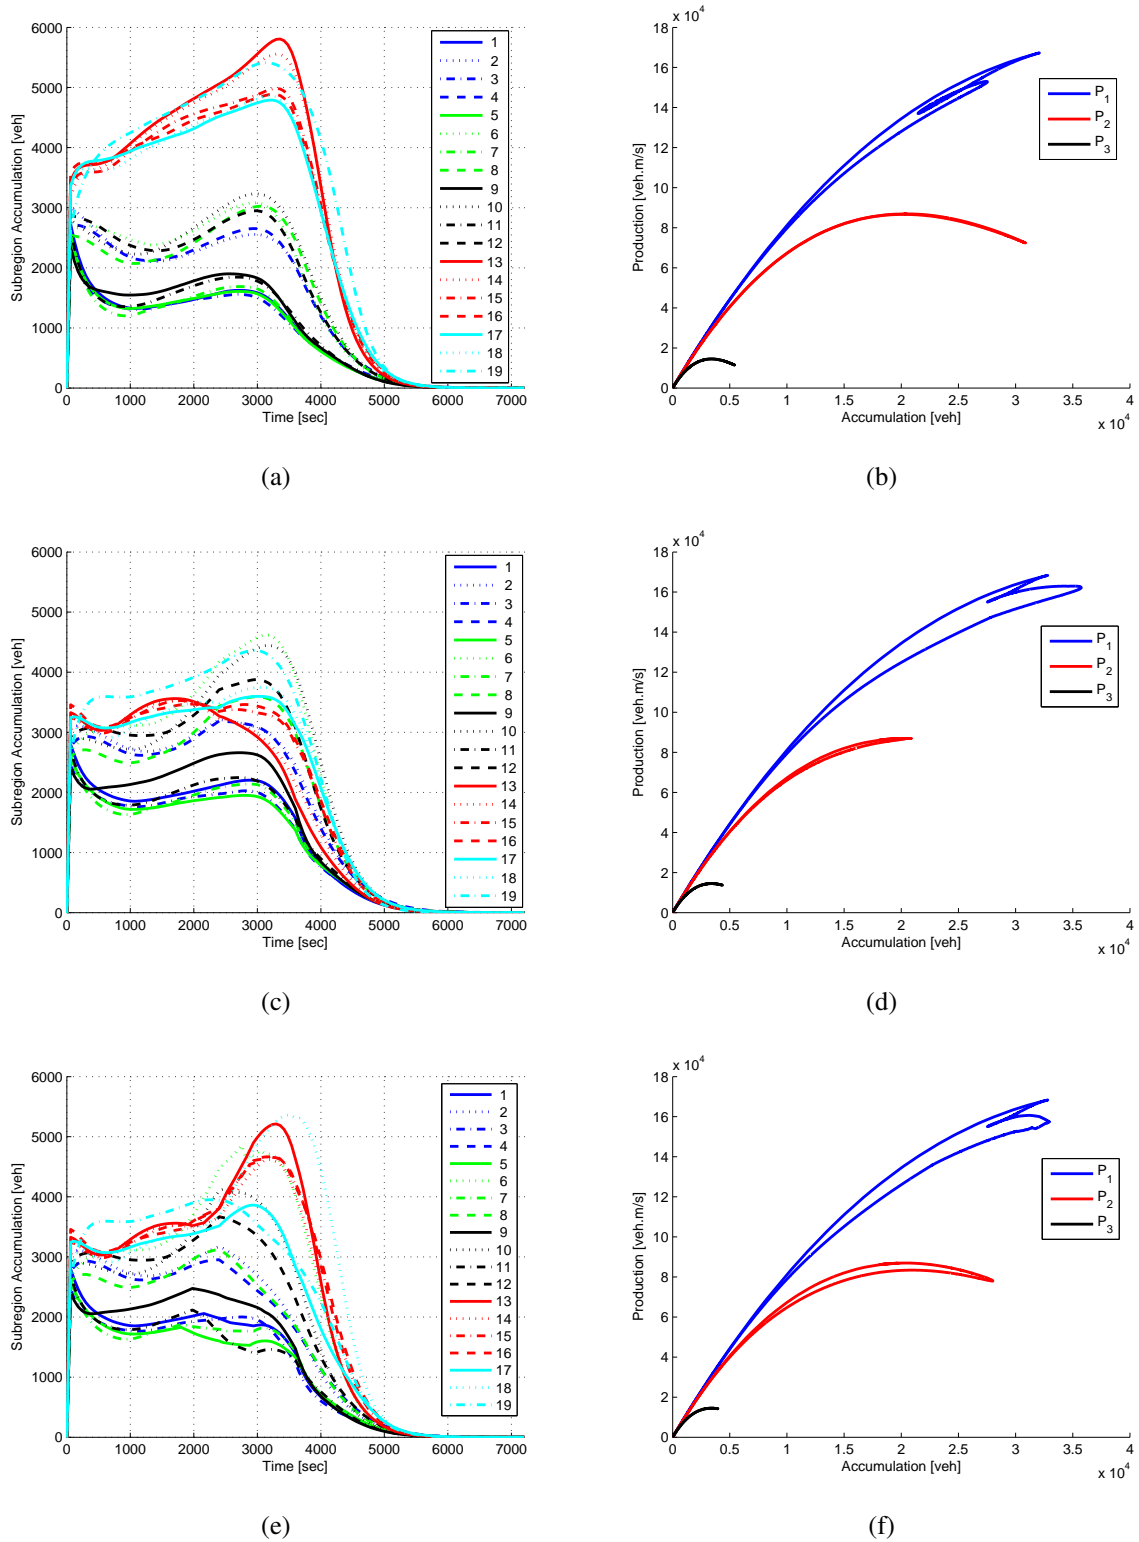 6000
5000
4000
3000
2000
1000
0
0 1000 2000 3000 4000 5000 6000 7000
Time [sec]
Subregion Accumulation [veh]
1
2
3
4
5
6
7
8
9
10
11
12
13
14
15
16
17
18
19
(a)
x 10^4
18
16
14
12
10
8
6
4
2
0
0 0.5 1 1.5 2 2.5 3 3.5 4
x 10^4
Accumulation [veh]
Production [veh.m/s]
P_1
P_2
P_3
(b)
6000
5000
4000
3000
2000
1000
0
0 1000 2000 3000 4000 5000 6000 7000
Time [sec]
Subregion Accumulation [veh]
1
2
3
4
5
6
7
8
9
10
11
12
13
14
15
16
17
18
19
(c)
x 10^4
18
16
14
12
10
8
6
4
2
0
0 0.5 1 1.5 2 2.5 3 3.5 4
x 10^4
Accumulation [veh]
Production [veh.m/s]
P_1
P_2
P_3
(d)
6000
5000
4000
3000
2000
1000
0
0 1000 2000 3000 4000 5000 6000 7000
Time [sec]
Subregion Accumulation [veh]
1
2
3
4
5
6
7
8
9
10
11
12
13
14
15
16
17
18
19
(e)
x 10^4
18
16
14
12
10
8
6
4
2
0
0 0.5 1 1.5 2 2.5 3 3.5 4
x 10^4
Accumulation [veh]
Production [veh.m/s]
P_1
P_2
P_3
(f)